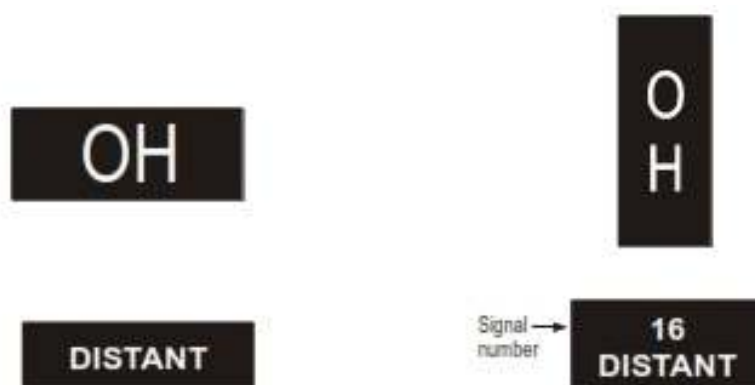 OH
O
H
DISTANT
Signal
number
16
DISTANT